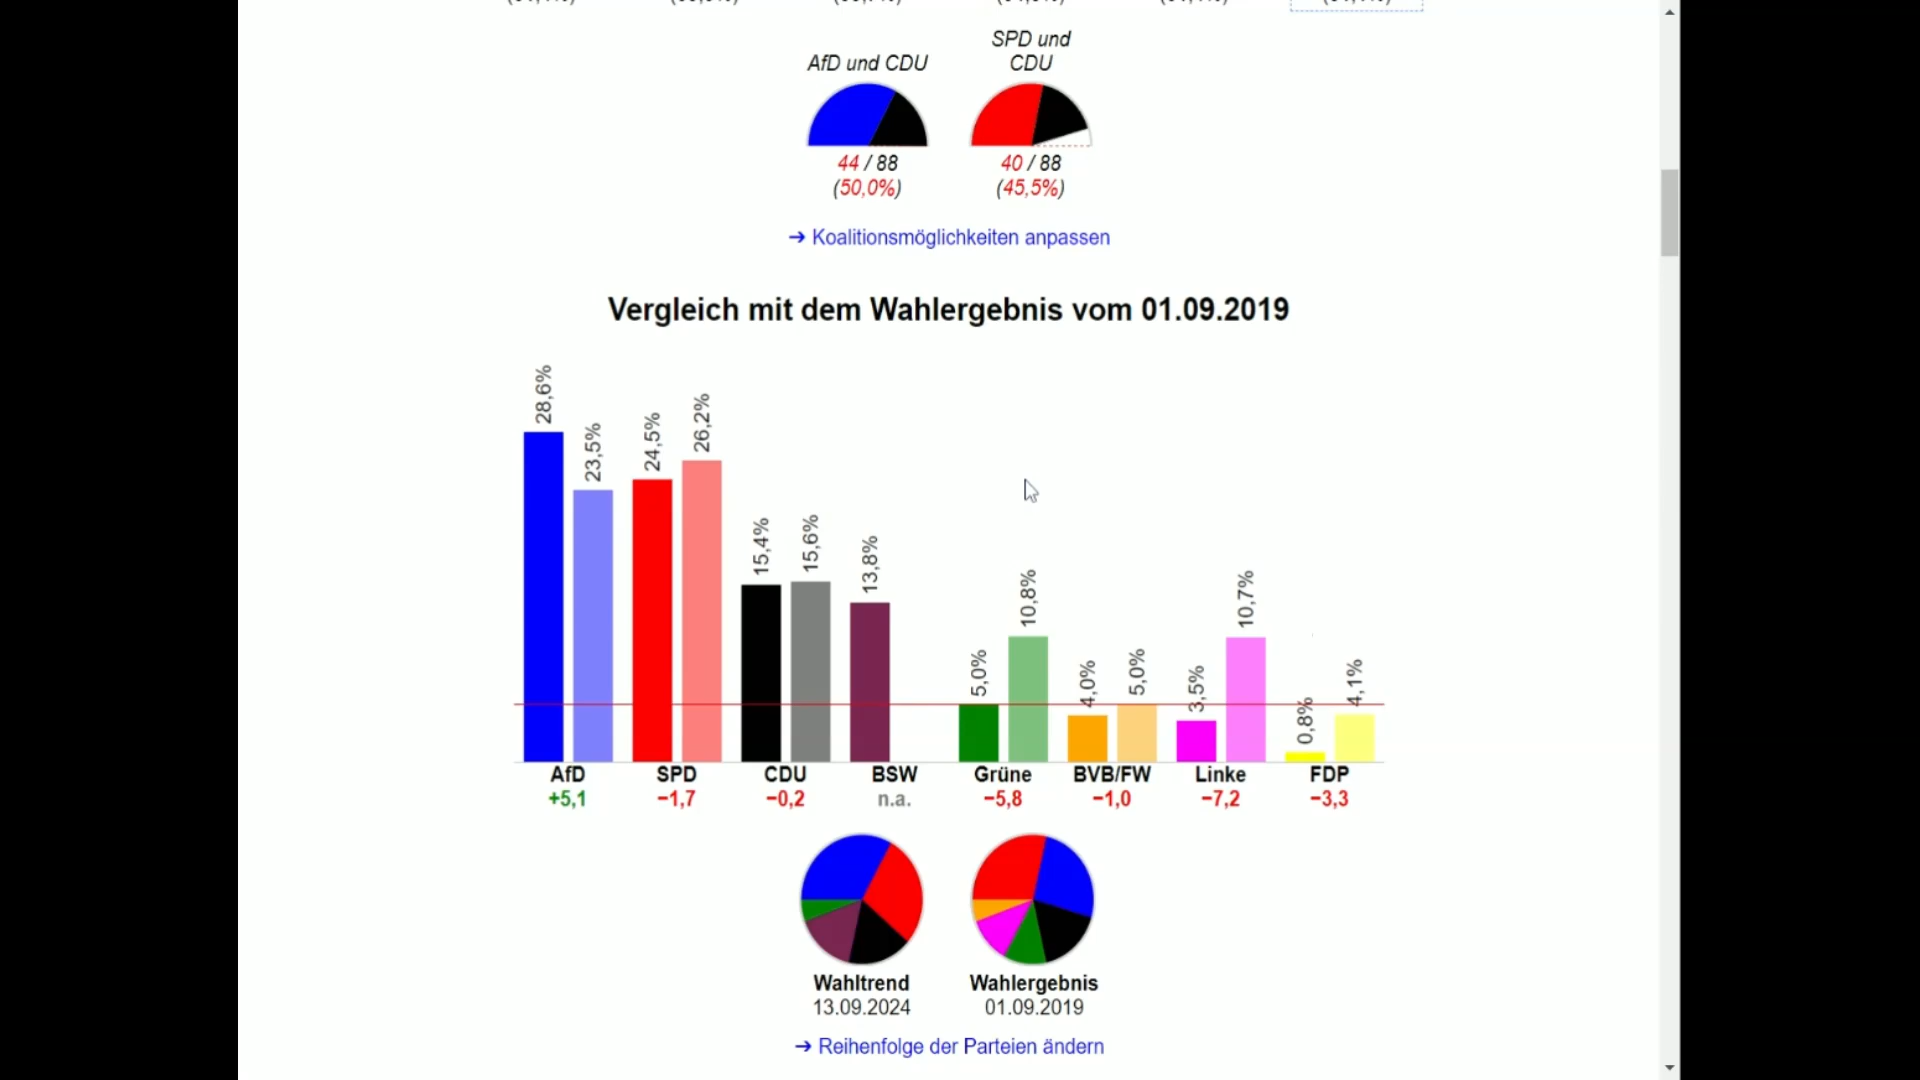 SPD und
AfD und CDU
CDU
44 / 88
40 / 88
(50,0%)
(45,5%)
➔ Koalitionsmöglichkeiten anpassen
Vergleich mit dem Wahlergebnis vom 01.09.2019
28,6%
23,5%
24,5%
26,2%
15,4%
15,6%
13,8%
5,0%
10,8%
4,0%
5,0%
3,5%
10,7%
0,8%
4,1%
AfD SPD CDU BSW Grüne BVB/FW Linke FDP
+5,1 −1,7 −0,2 n.a. −5,8 −1,0 −7,2 −3,3
Wahltrend Wahlergebnis
13.09.2024 01.09.2019
➔ Reihenfolge der Parteien ändern